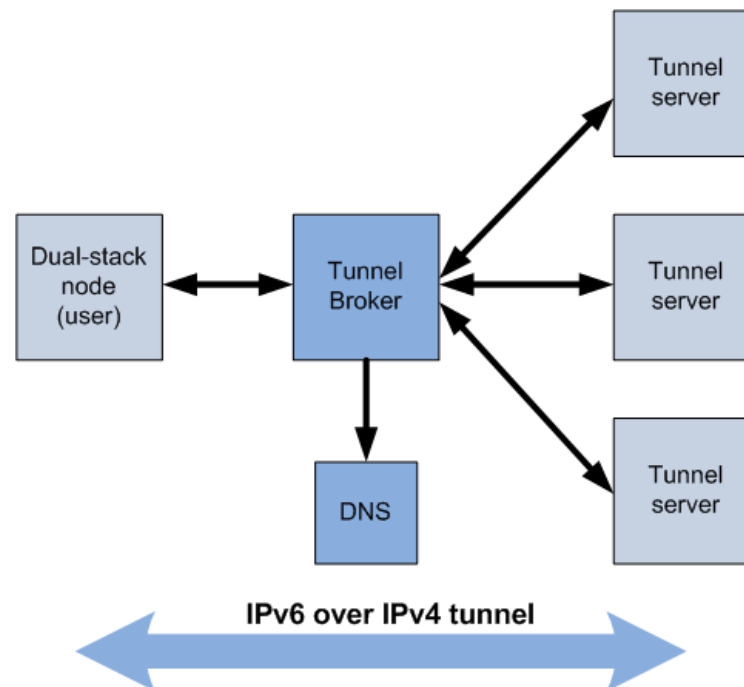 Tunnel
server
Dual-stack
node
(user)
Tunnel
Broker
Tunnel
server
DNS
Tunnel
server
IPv6 over IPv4 tunnel